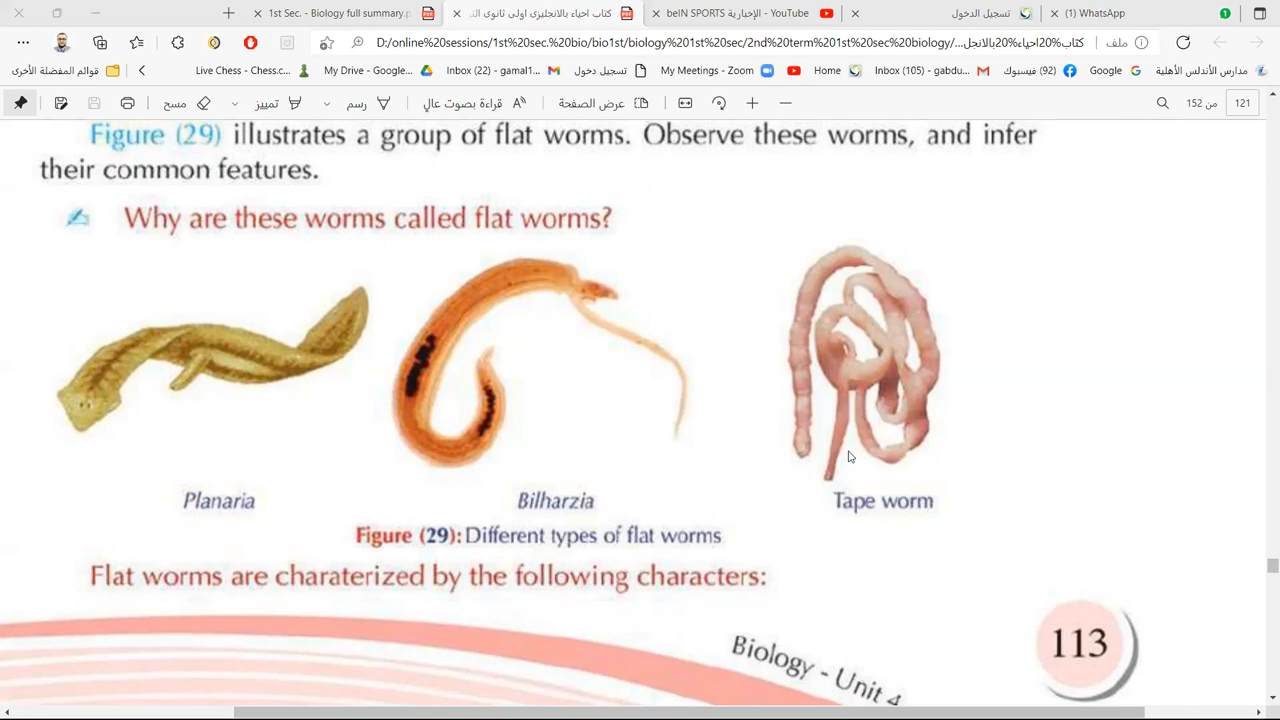 1st Sec. - Biology full summary.p
كتاب احياء بالانجليزى اولى ثانوى التر
beIN SPORTS الإخبارية - YouTube
تسجيل الدخول
(1) WhatsApp
D:/online%20sessions/1st%20sec.%20bio/bio1st/biology%201st%20sec/2nd%20term%201st%20sec%20biology/كتاب%20احياء%20بالانجل...
ملف
قوائم المفضلة الأخرى
Live Chess - Chess.c...
My Drive - Google...
Inbox (22) - gamal1...
تسجيل دخول
My Meetings - Zoom
Home
Inbox (105) - gabdu...
(92) فيسبوك
Google
مدارس الأندلس الأهلية
مسح
تمييز
رسم
قراءة بصوت عالٍ
عرض الصفحة
من 152
121
Figure (29) illustrates a group of flat worms. Observe these worms, and infer
their common features.
Why are these worms called flat worms?
Planaria
Bilharzia
Tape worm
Figure (29): Different types of flat worms
Flat worms are charaterized by the following characters:
Biology - Unit 4
113